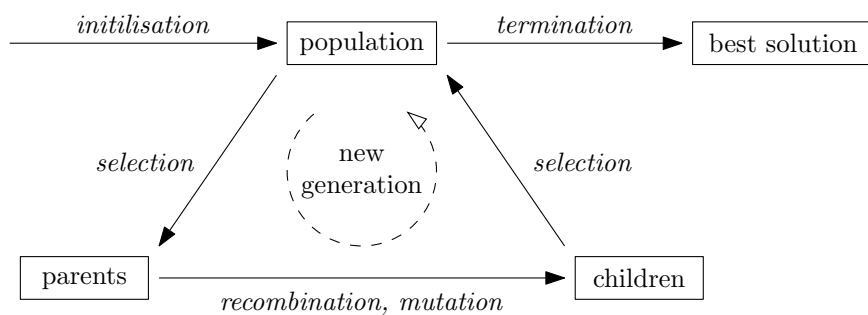 initilisation
population
termination
best solution
selection
new
generation
selection
parents
recombination, mutation
children